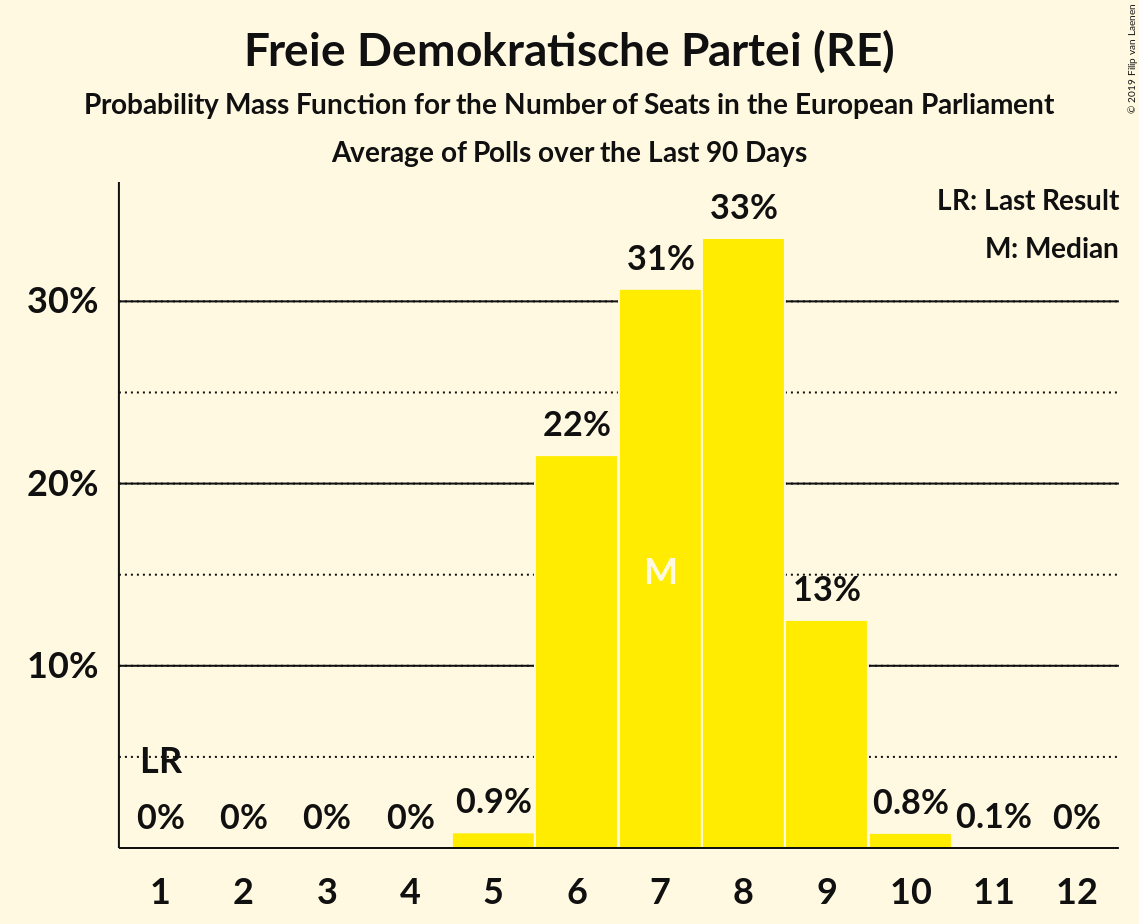 Freie Demokratische Partei (RE)
Probability Mass Function for the Number of Seats in the European Parliament
Average of Polls over the Last 90 Days
© 2019 Filip van Laenen
LR: Last Result
M: Median
33%
31%
30%
22%
20%
M
13%
10%
LR
0%
0%
0%
0%
0.9%
0.8%
0.1%
0%
1 2 3 4 5 6 7 8 9 10 11 12